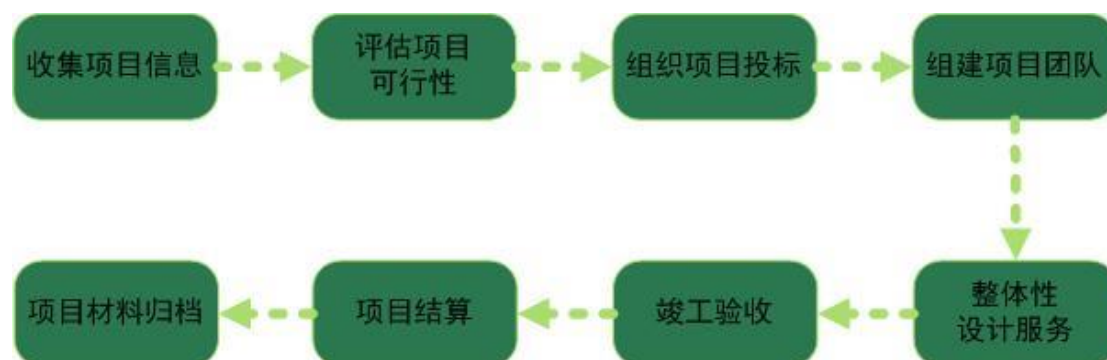 收集项目信息
评估项目
可行性
组织项目投标
组建项目团队
整体性
设计服务
竣工验收
项目结算
项目材料归档